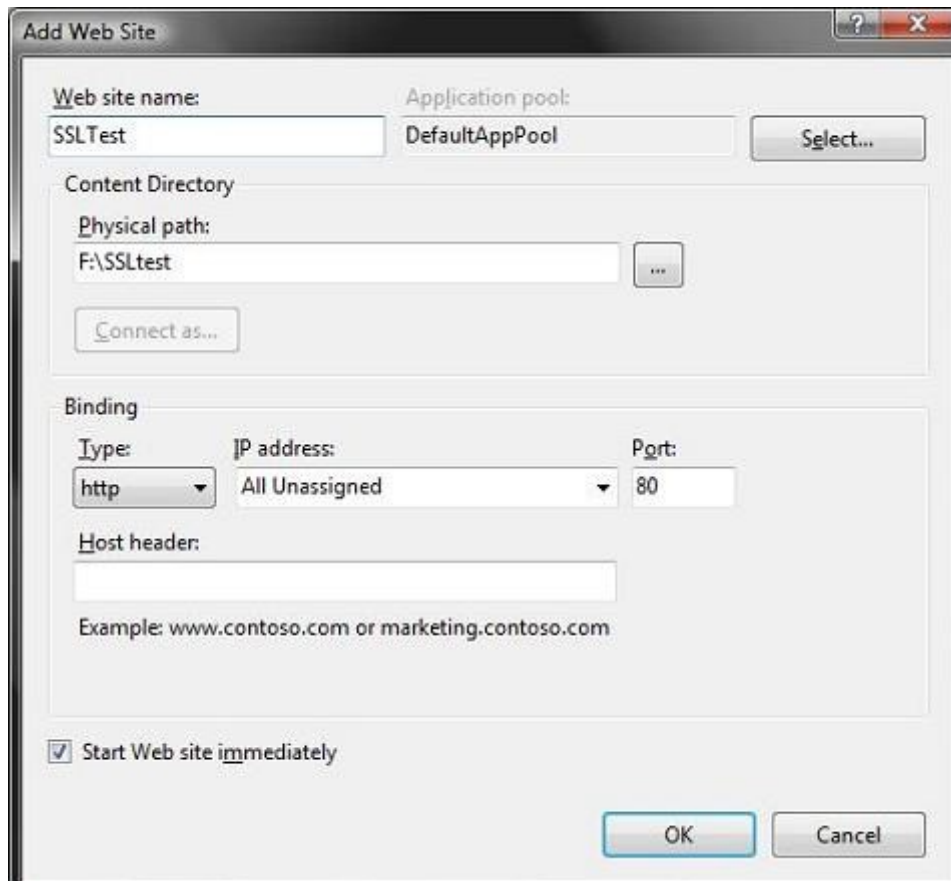 Add Web Site
?
Web site name:
Application pool:
SSLTest
DefaultAppPool
Select...
Content Directory
Physical path:
F:\SSLtest
...
Connect as...
Binding
Type:
IP address:
Port:
http
All Unassigned
80
Host header:
Example: www.contoso.com or marketing.contoso.com
Start Web site immediately
OK
Cancel